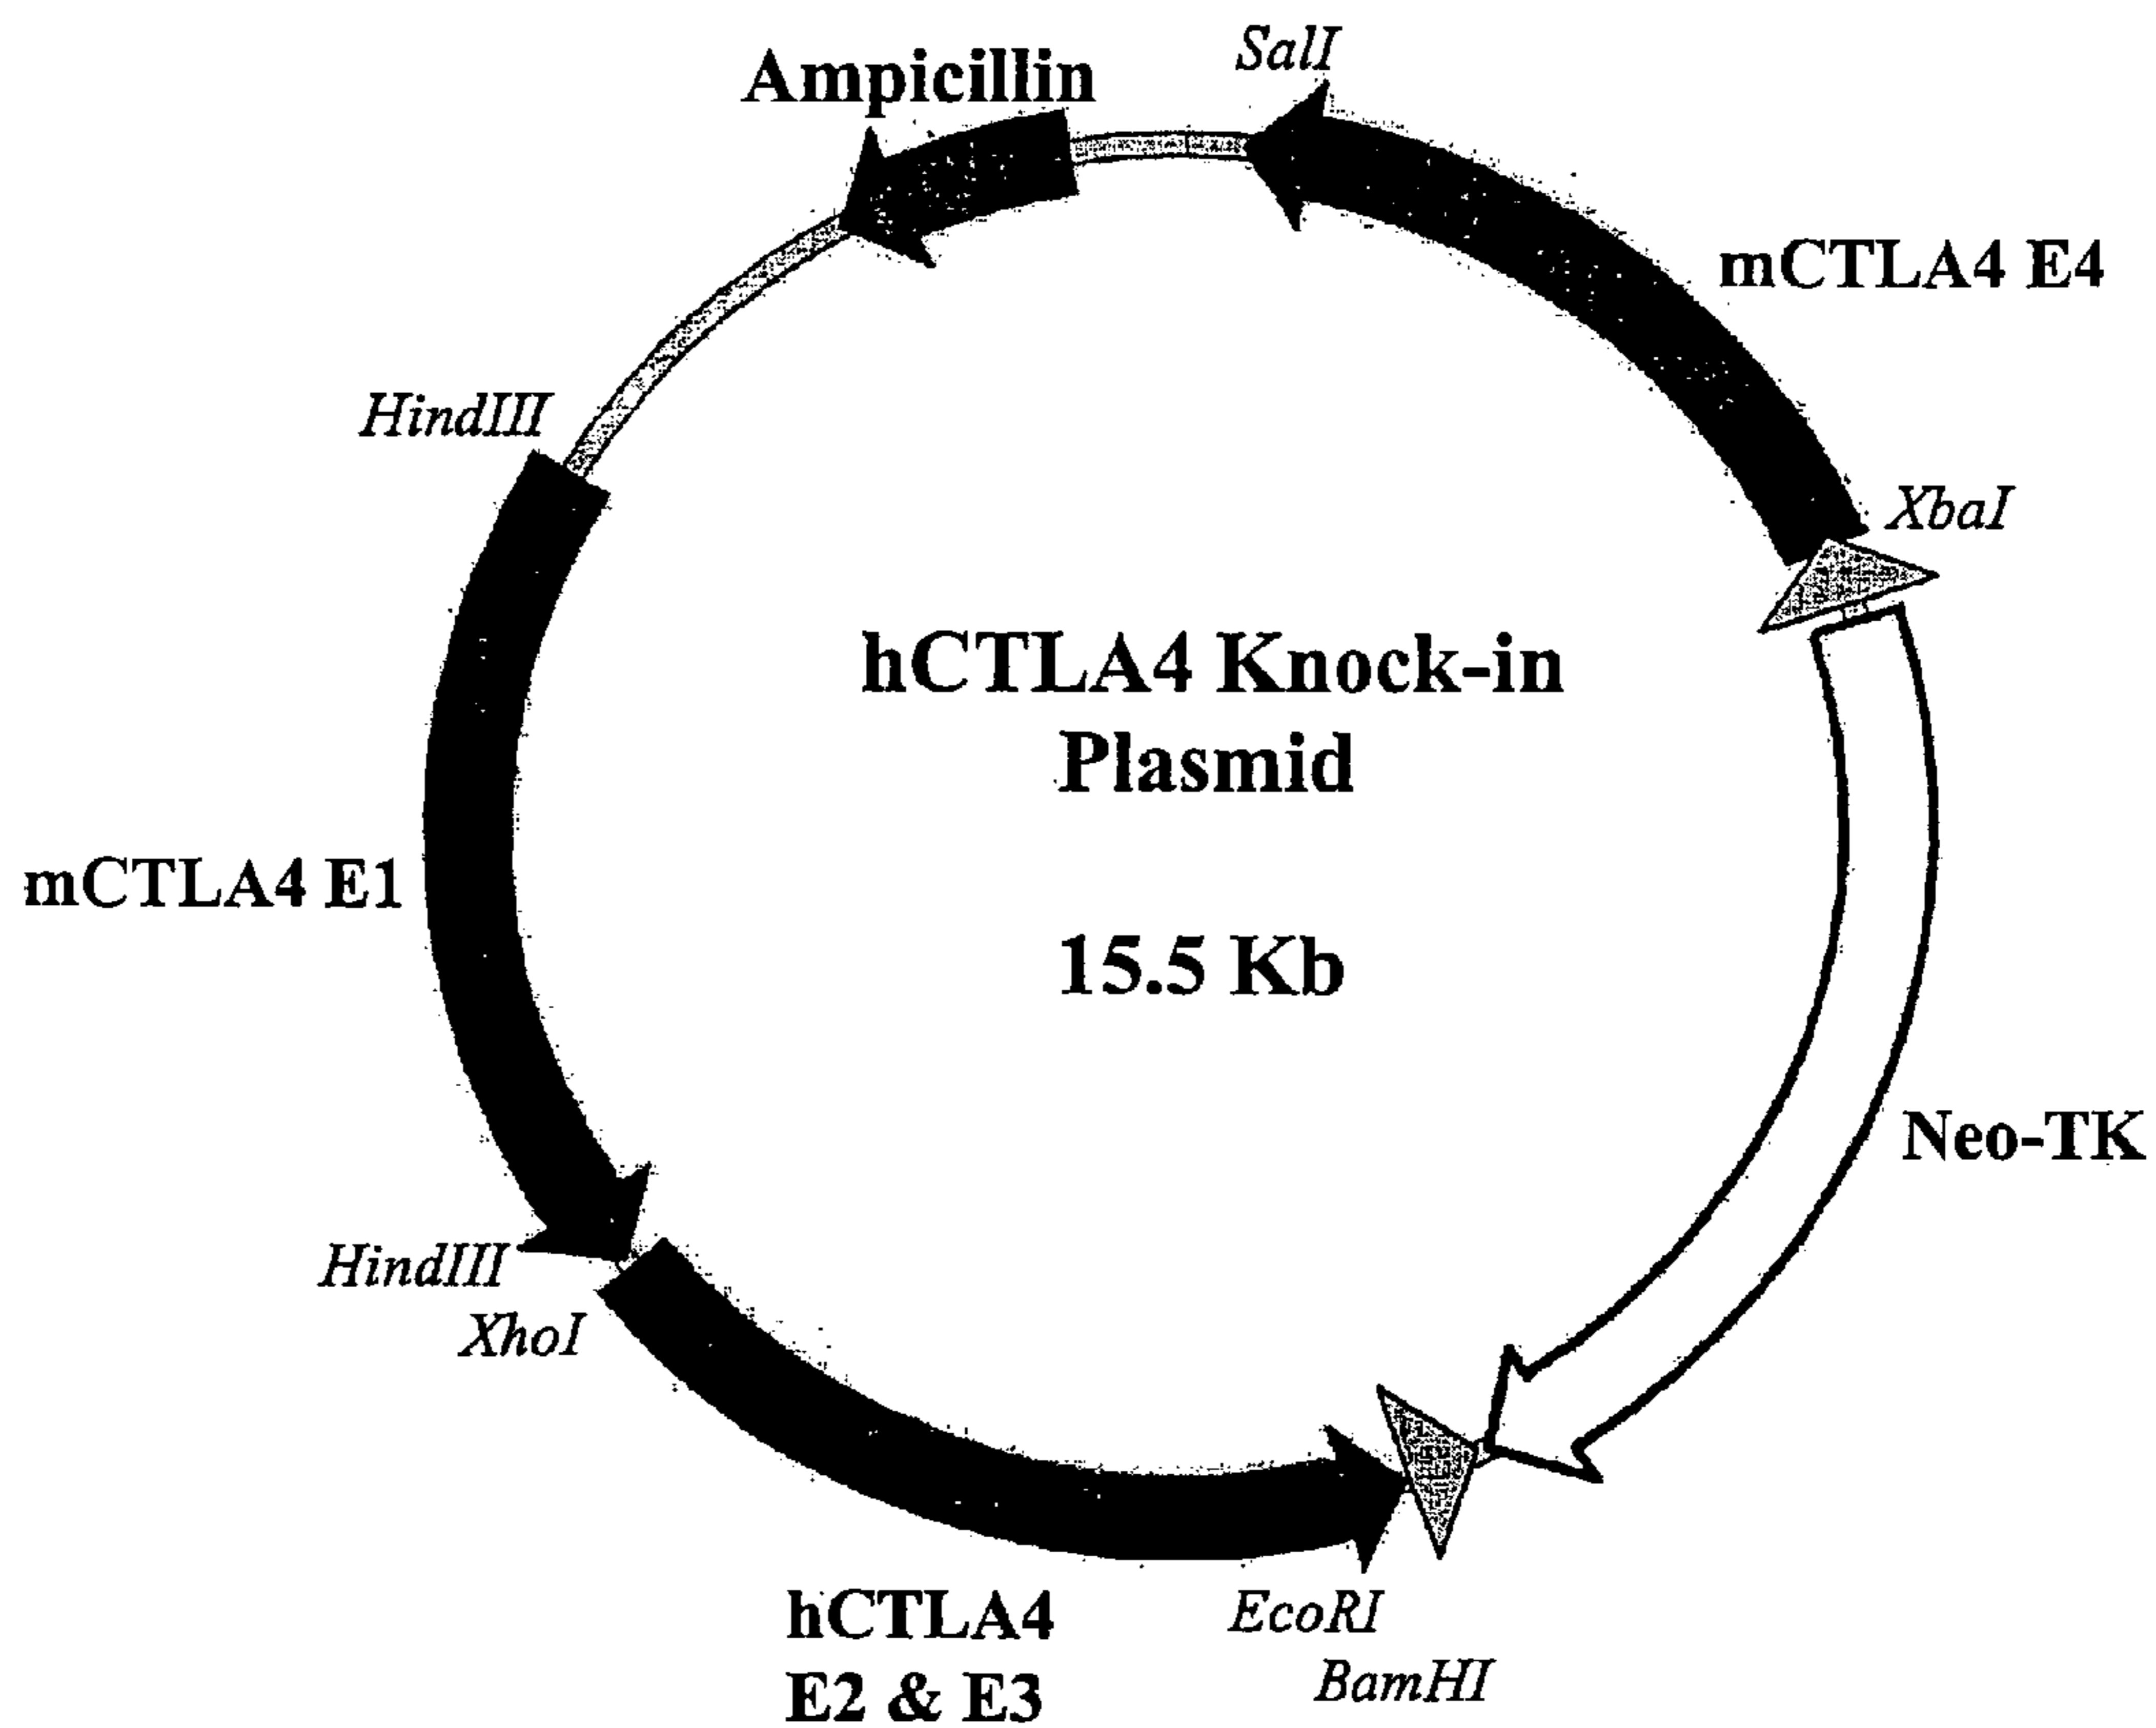 SalI
Ampicillin
mCTLA4 E4
HindIII
XbaI
hCTLA4 Knock-in
Plasmid
mCTLA4 E1
15.5 Kb
Neo-TK
HindIII
XhoI
hCTLA4
E2 & E3
EcoRI
BamHI